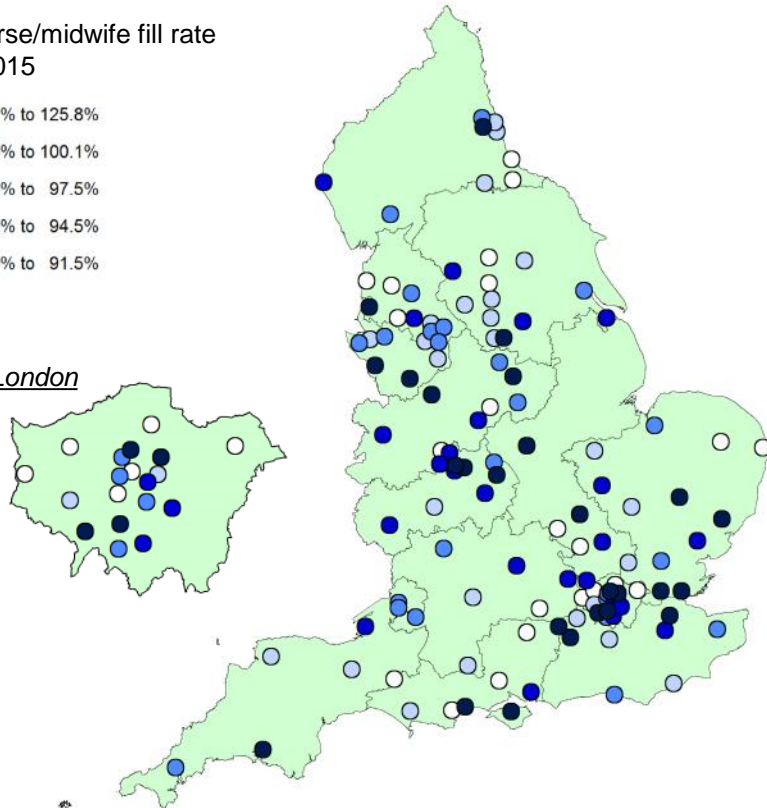 rse/midwife fill rate
015
% to 125.8%
% to 100.1%
% to 97.5%
% to 94.5%
% to 91.5%
London